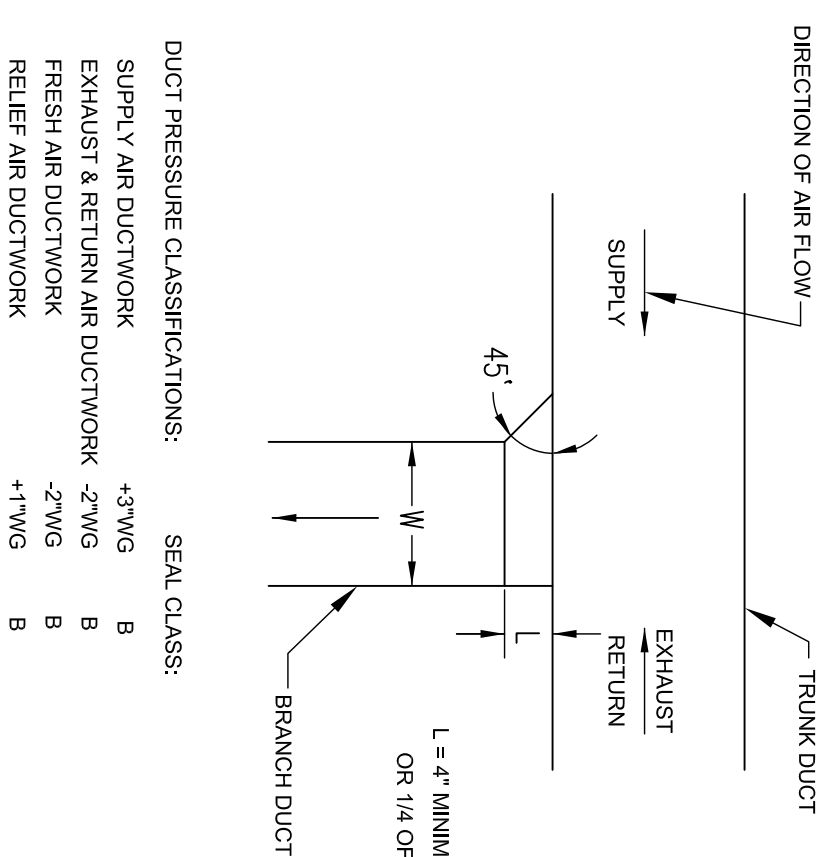 DIRECTION OF AIR FLOW
TRUNK DUCT
SUPPLY
EXHAUST
RETURN
45'
W
L
L = 4" MINIM
OR 1/4 OF
BRANCH DUCT
DUCT PRESSURE CLASSIFICATIONS: SEAL CLASS:
SUPPLY AIR DUCTWORK +3"WG B
EXHAUST & RETURN AIR DUCTWORK -2"WG B
FRESH AIR DUCTWORK -2"WG B
RELIEF AIR DUCTWORK +1"WG B